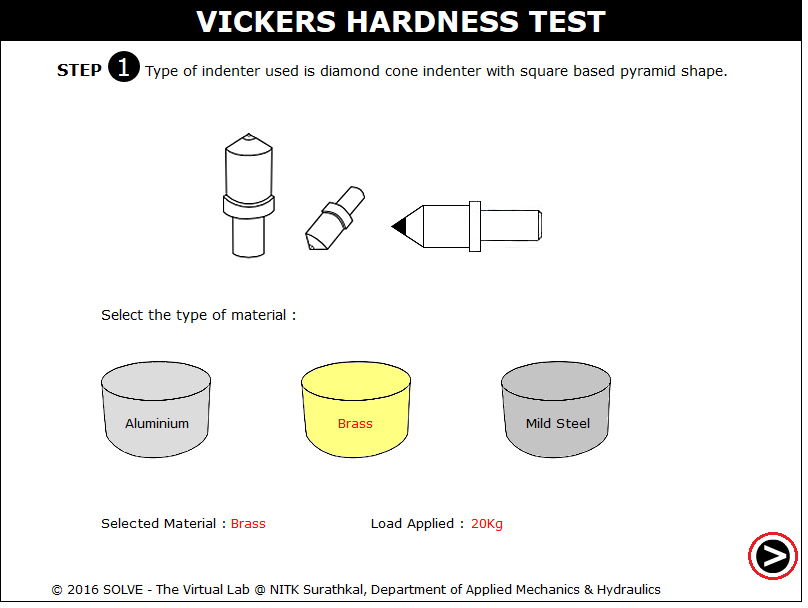 VICKERS HARDNESS TEST
STEP 1 Type of indenter used is diamond cone indenter with square based pyramid shape.
Select the type of material :
Aluminium Brass Mild Steel
Selected Material : Brass Load Applied : 20Kg
© 2016 SOLVE - The Virtual Lab @ NITK Surathkal, Department of Applied Mechanics & Hydraulics